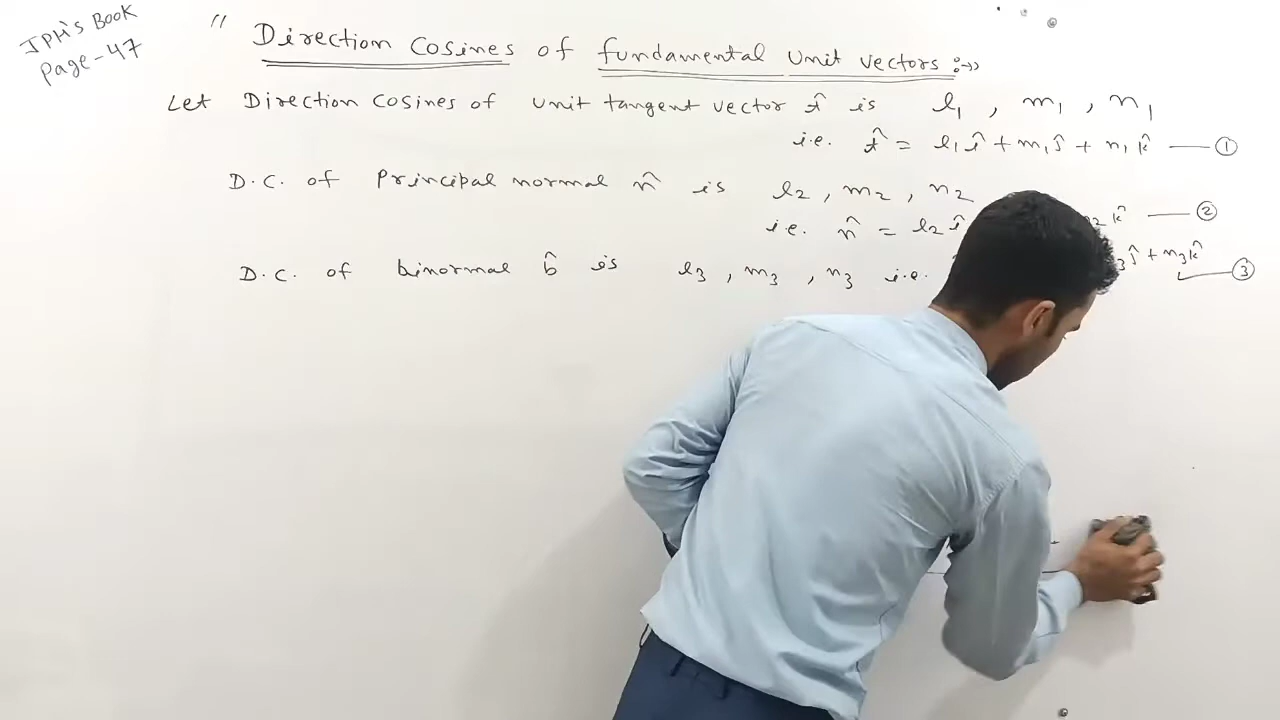 JPH's Book
Page-47
" Direction Cosines of fundamental Unit vectors :→
Let Direction Cosines of Unit tangent vector t̂ is l₁ , m₁ , n₁
i.e. t̂ = l₁î + m₁ĵ + n₁k̂ —— ①
D.C. of Principal normal n̂ is l₂ , m₂ , n₂
i.e. n̂ = l₂î k̂ —— ②
D.C. of binormal b̂ is l₃ , m₃ , n₃ i.e. ₃ĵ + n₃k̂ —— ③